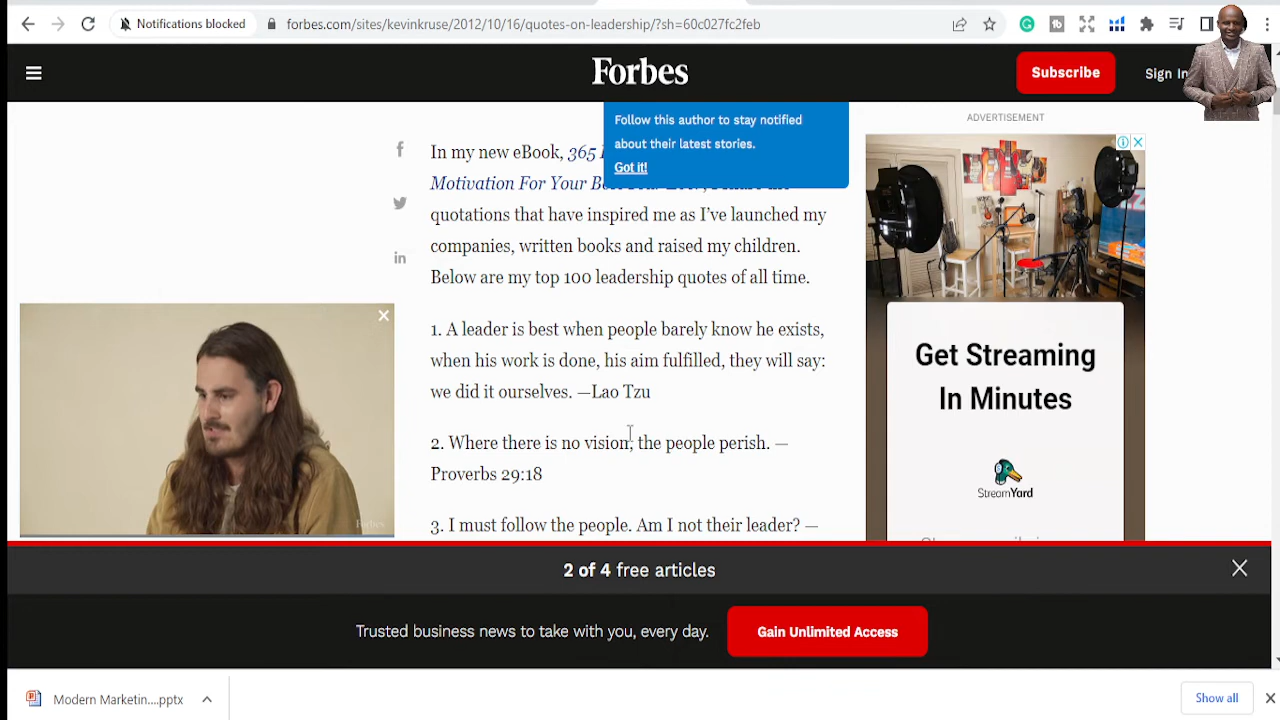 Notifications blocked
forbes.com/sites/kevinkruse/2012/10/16/quotes-on-leadership/?sh=60c027fc2feb
Forbes
Subscribe
Sign In
Follow this author to stay notified
about their latest stories.
Got it!
In my new eBook, 365
Motivation For Your
quotations that have inspired me as I've launched my
companies, written books and raised my children.
Below are my top 100 leadership quotes of all time.
1. A leader is best when people barely know he exists,
when his work is done, his aim fulfilled, they will say:
we did it ourselves. —Lao Tzu
2. Where there is no vision, the people perish. —
Proverbs 29:18
3. I must follow the people. Am I not their leader? —
Forbes
ADVERTISEMENT
Get Streaming
In Minutes
StreamYard
2 of 4 free articles
Trusted business news to take with you, every day.
Gain Unlimited Access
Modern Marketin....pptx
Show all